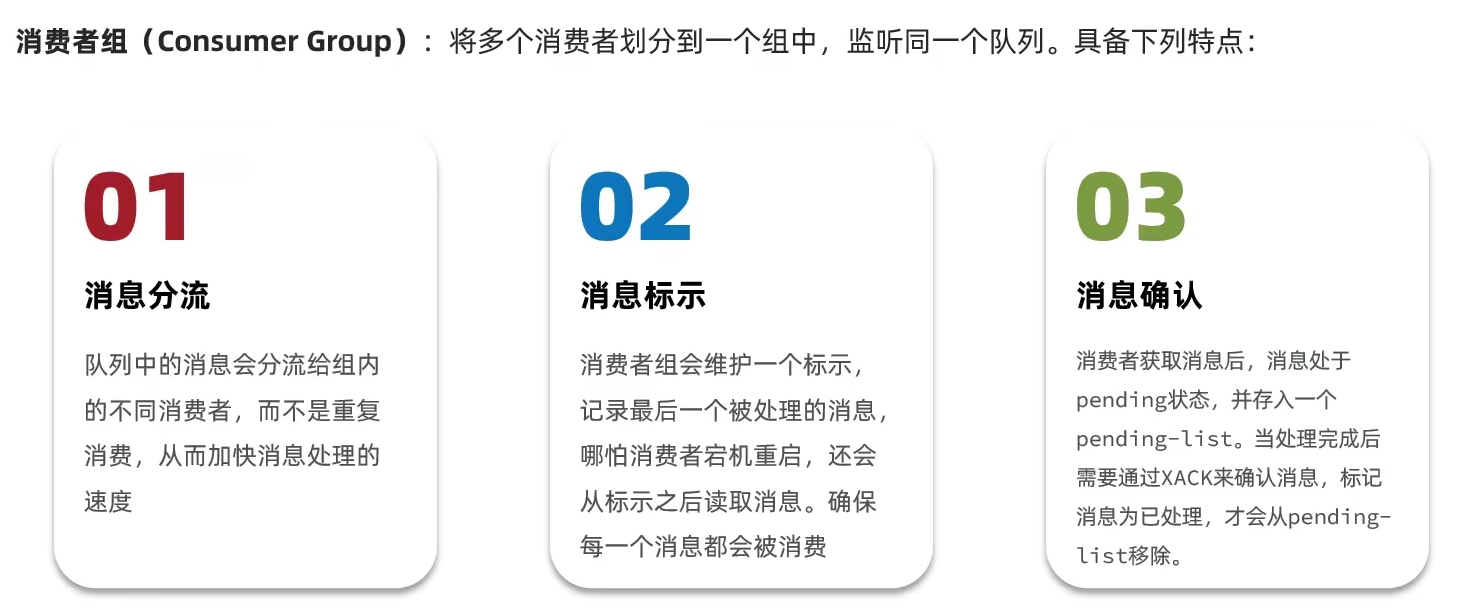 消费者组（Consumer Group）：将多个消费者划分到一个组中，监听同一个队列。具备下列特点：
01
消息分流
队列中的消息会分流给组内
的不同消费者，而不是重复
消费，从而加快消息处理的
速度
02
消息标示
消费者组会维护一个标示，
记录最后一个被处理的消息，
哪怕消费者宕机重启，还会
从标示之后读取消息。确保
每一个消息都会被消费
03
消息确认
消费者获取消息后，消息处于
pending状态，并存入一个
pending-list。当处理完成后
需要通过XACK来确认消息，标记
消息为已处理，才会从pending-
list移除。